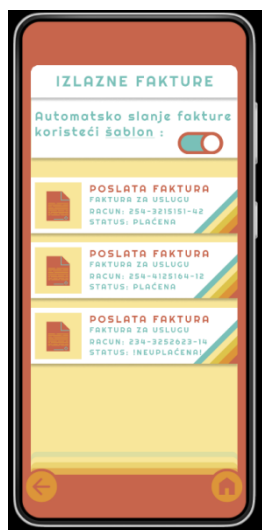 IZLAZNE FAKTURE
Automatsko slanje fakture
koristeći šablon :
POSLATA FAKTURA
FAKTURA ZA USLUGU
RACUN: 254-3215151-42
STATUS: PLAĆENA
POSLATA FAKTURA
FAKTURA ZA USLUGU
RACUN: 254-4125164-12
STATUS: PLAĆENA
POSLATA FAKTURA
FAKTURA ZA USLUGU
RACUN: 234-3252623-14
STATUS: !NEUPLAĆENA!